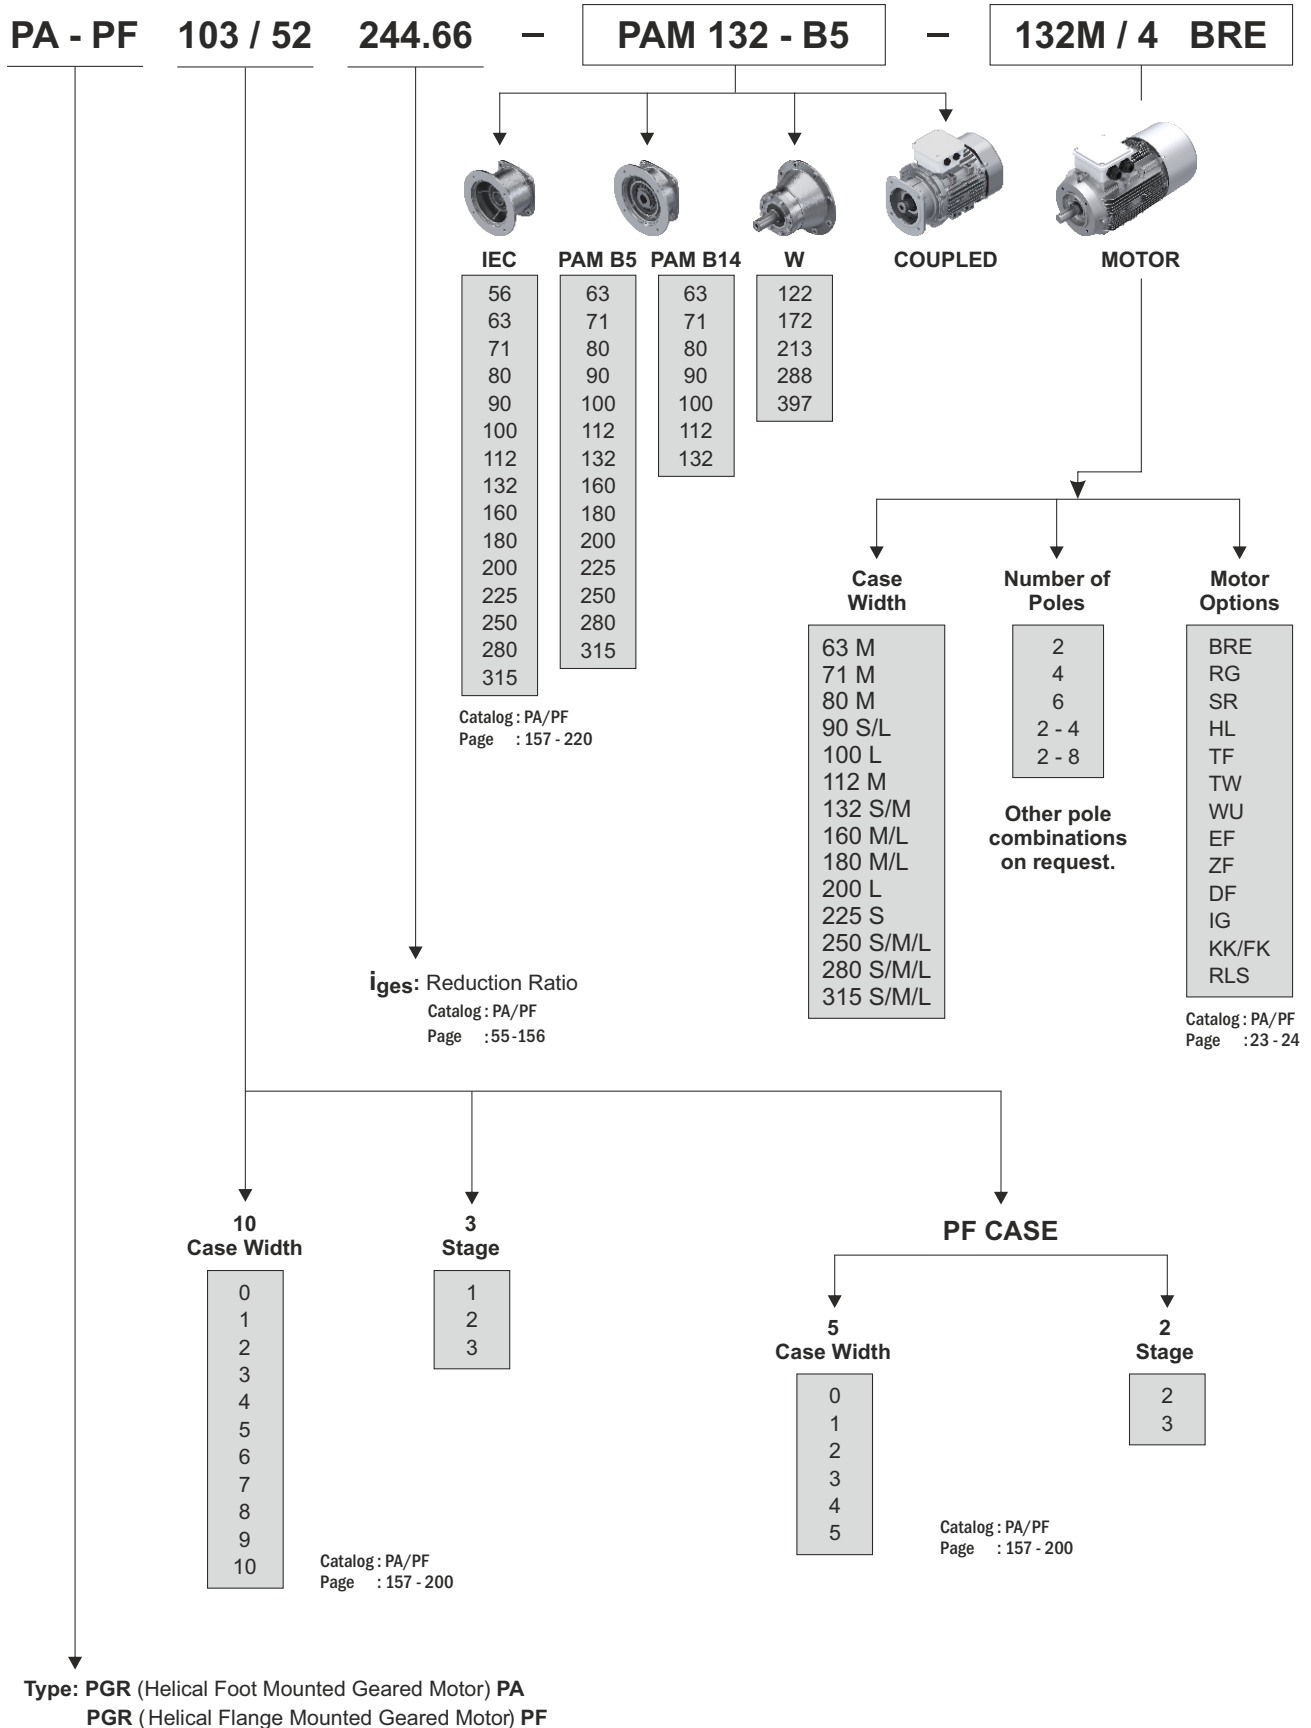 PA - PF 103 / 52 244.66 – PAM 132 - B5 – 132M / 4 BRE
IEC PAM B5 PAM B14 W COUPLED MOTOR
56
63
71
80
90
100
112
132
160
180
200
225
250
280
315
63
71
80
90
100
112
132
160
180
200
225
250
280
315
63
71
80
90
100
112
132
122
172
213
288
397
Catalog : PA/PF
Page : 157 - 220
Case
Width
63 M
71 M
80 M
90 S/L
100 L
112 M
132 S/M
160 M/L
180 M/L
200 L
225 S
250 S/M/L
280 S/M/L
315 S/M/L
Number of
Poles
2
4
6
2 - 4
2 - 8
Other pole
combinations
on request.
Motor
Options
BRE
RG
SR
HL
TF
TW
WU
EF
ZF
DF
IG
KK/FK
RLS
Catalog : PA/PF
Page : 23 - 24
iges: Reduction Ratio
Catalog : PA/PF
Page : 55-156
10
Case Width
0
1
2
3
4
5
6
7
8
9
10
Catalog : PA/PF
Page : 157 - 200
3
Stage
1
2
3
PF CASE
5
Case Width
0
1
2
3
4
5
Catalog : PA/PF
Page : 157 - 200
2
Stage
2
3
Type: PGR (Helical Foot Mounted Geared Motor) PA
PGR (Helical Flange Mounted Geared Motor) PF